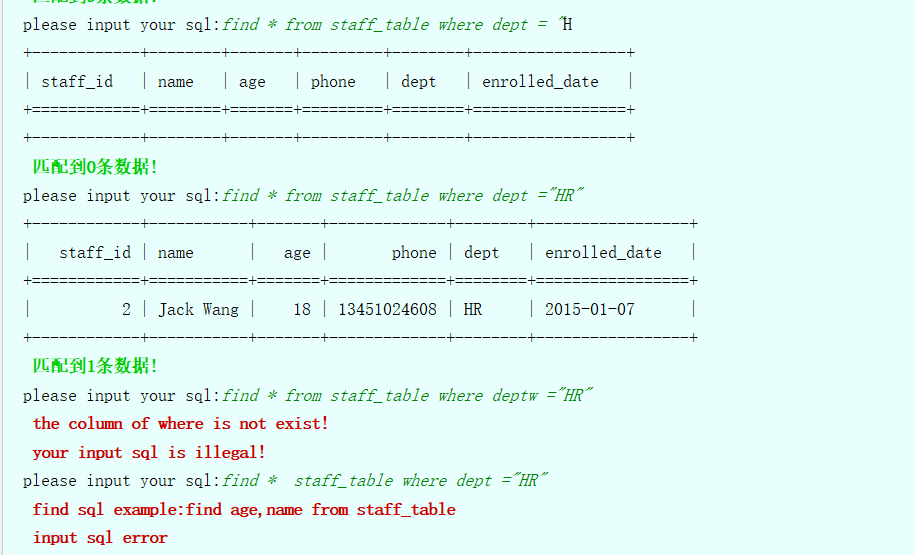 please input your sql:find * from staff_table where dept = "H
+------------+--------+-------+---------+--------+-----------------+
| staff_id   | name   | age   | phone   | dept   | enrolled_date   |
+============+========+=======+=========+========+=================+
+------------+--------+-------+---------+--------+-----------------+
匹配到0条数据!
please input your sql:find * from staff_table where dept ="HR"
+------------+-----------+-------+-------------+--------+-----------------+
|   staff_id | name      |   age |       phone | dept   | enrolled_date   |
+============+===========+=======+=============+========+=================+
|          2 | Jack Wang |    18 | 13451024608 | HR     | 2015-01-07      |
+------------+-----------+-------+-------------+--------+-----------------+
匹配到1条数据!
please input your sql:find * from staff_table where deptw ="HR"
the column of where is not exist!
your input sql is illegal!
please input your sql:find *  staff_table where dept ="HR"
find sql example:find age,name from staff_table
input sql error